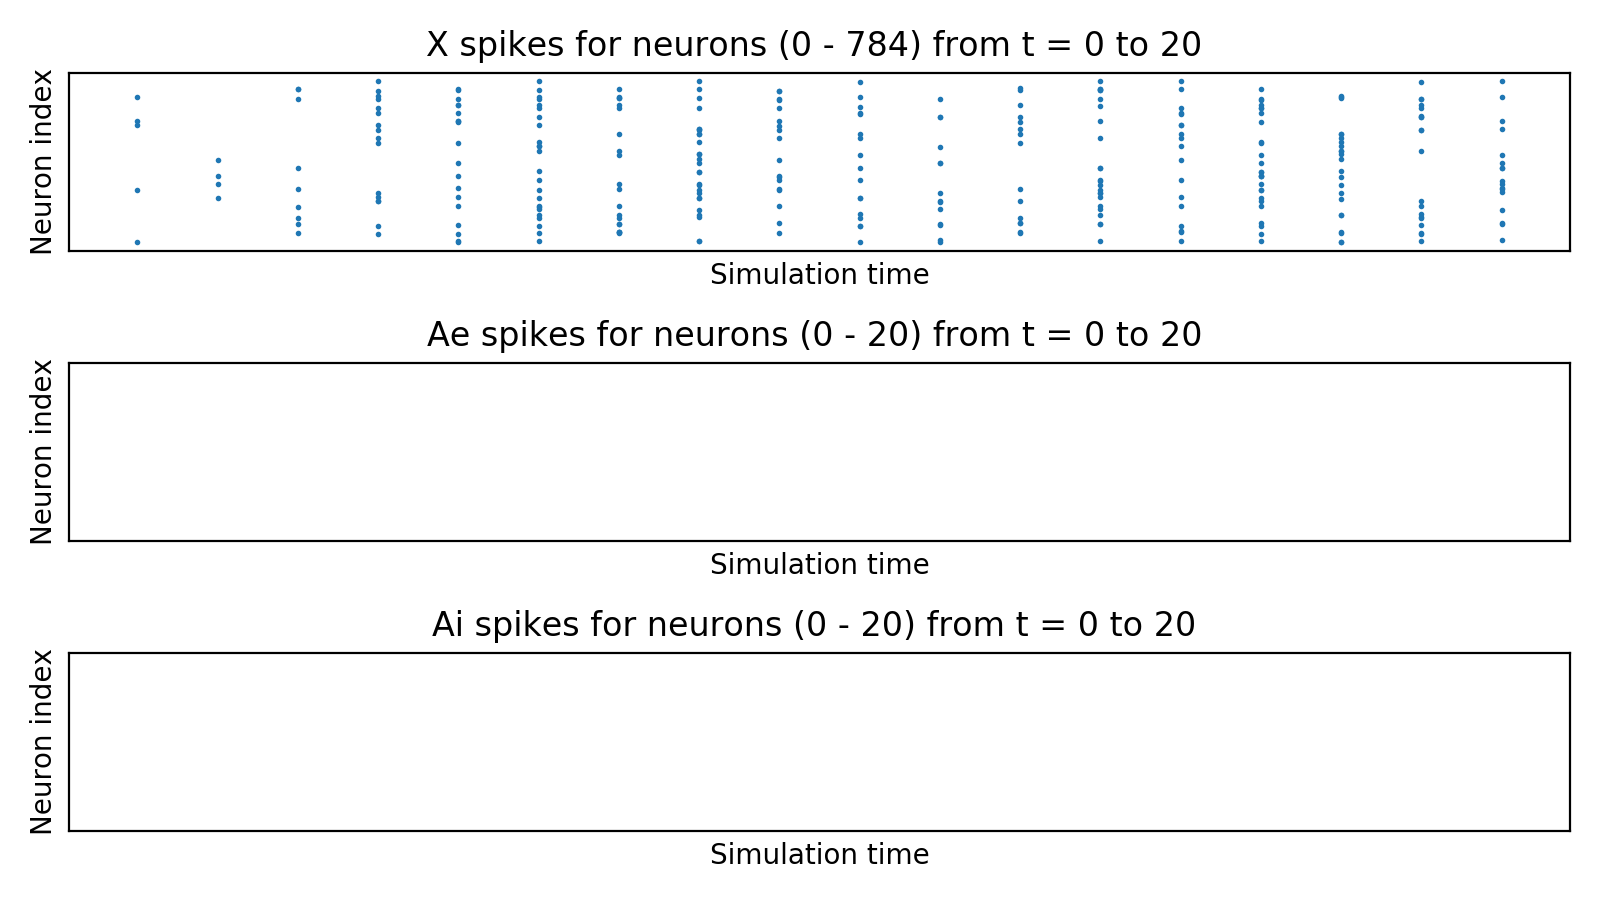 X spikes for neurons (0 - 784) from t = 0 to 20
Neuron index
Simulation time
Ae spikes for neurons (0 - 20) from t = 0 to 20
Neuron index
Simulation time
Ai spikes for neurons (0 - 20) from t = 0 to 20
Neuron index
Simulation time